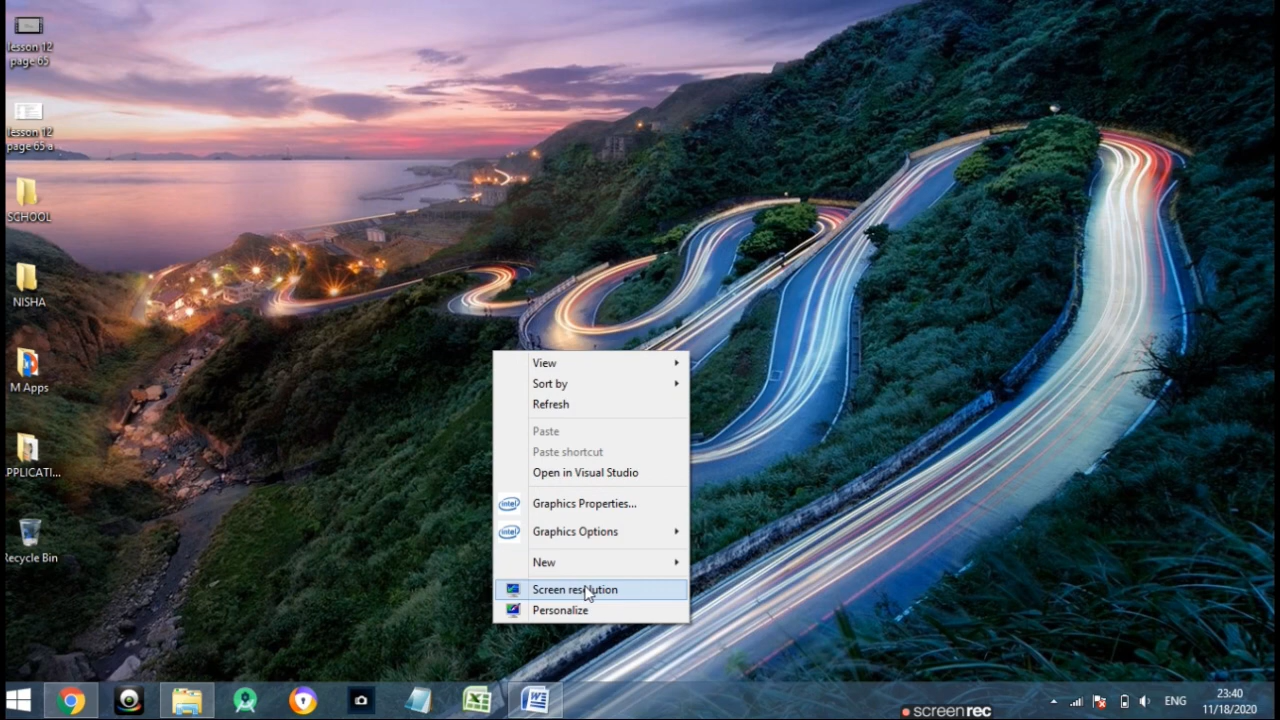 lesson 12
page 65
lesson 12
page 65 a
SCHOOL
NISHA
M Apps
PPLICATI...
Recycle Bin
View
Sort by
Refresh
Paste
Paste shortcut
Open in Visual Studio
intel Graphics Properties...
intel Graphics Options
New
Screen resolution
Personalize
ENG
23:40
11/18/2020
screenrec